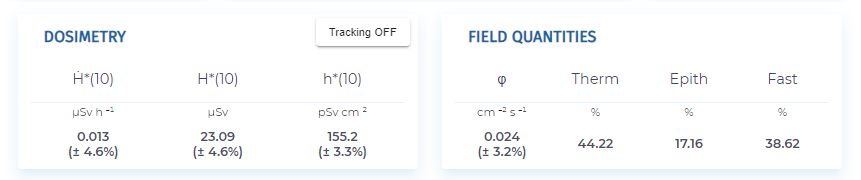 DOSIMETRY
Tracking OFF
Ḣ*(10) H*(10) h*(10)
µSv h ⁻¹ µSv pSv cm ²
0.013 23.09 155.2
(± 4.6%) (± 4.6%) (± 3.3%)
FIELD QUANTITIES
φ Therm Epith Fast
cm ⁻² s ⁻¹ % % %
0.024 44.22 17.16 38.62
(± 3.2%)